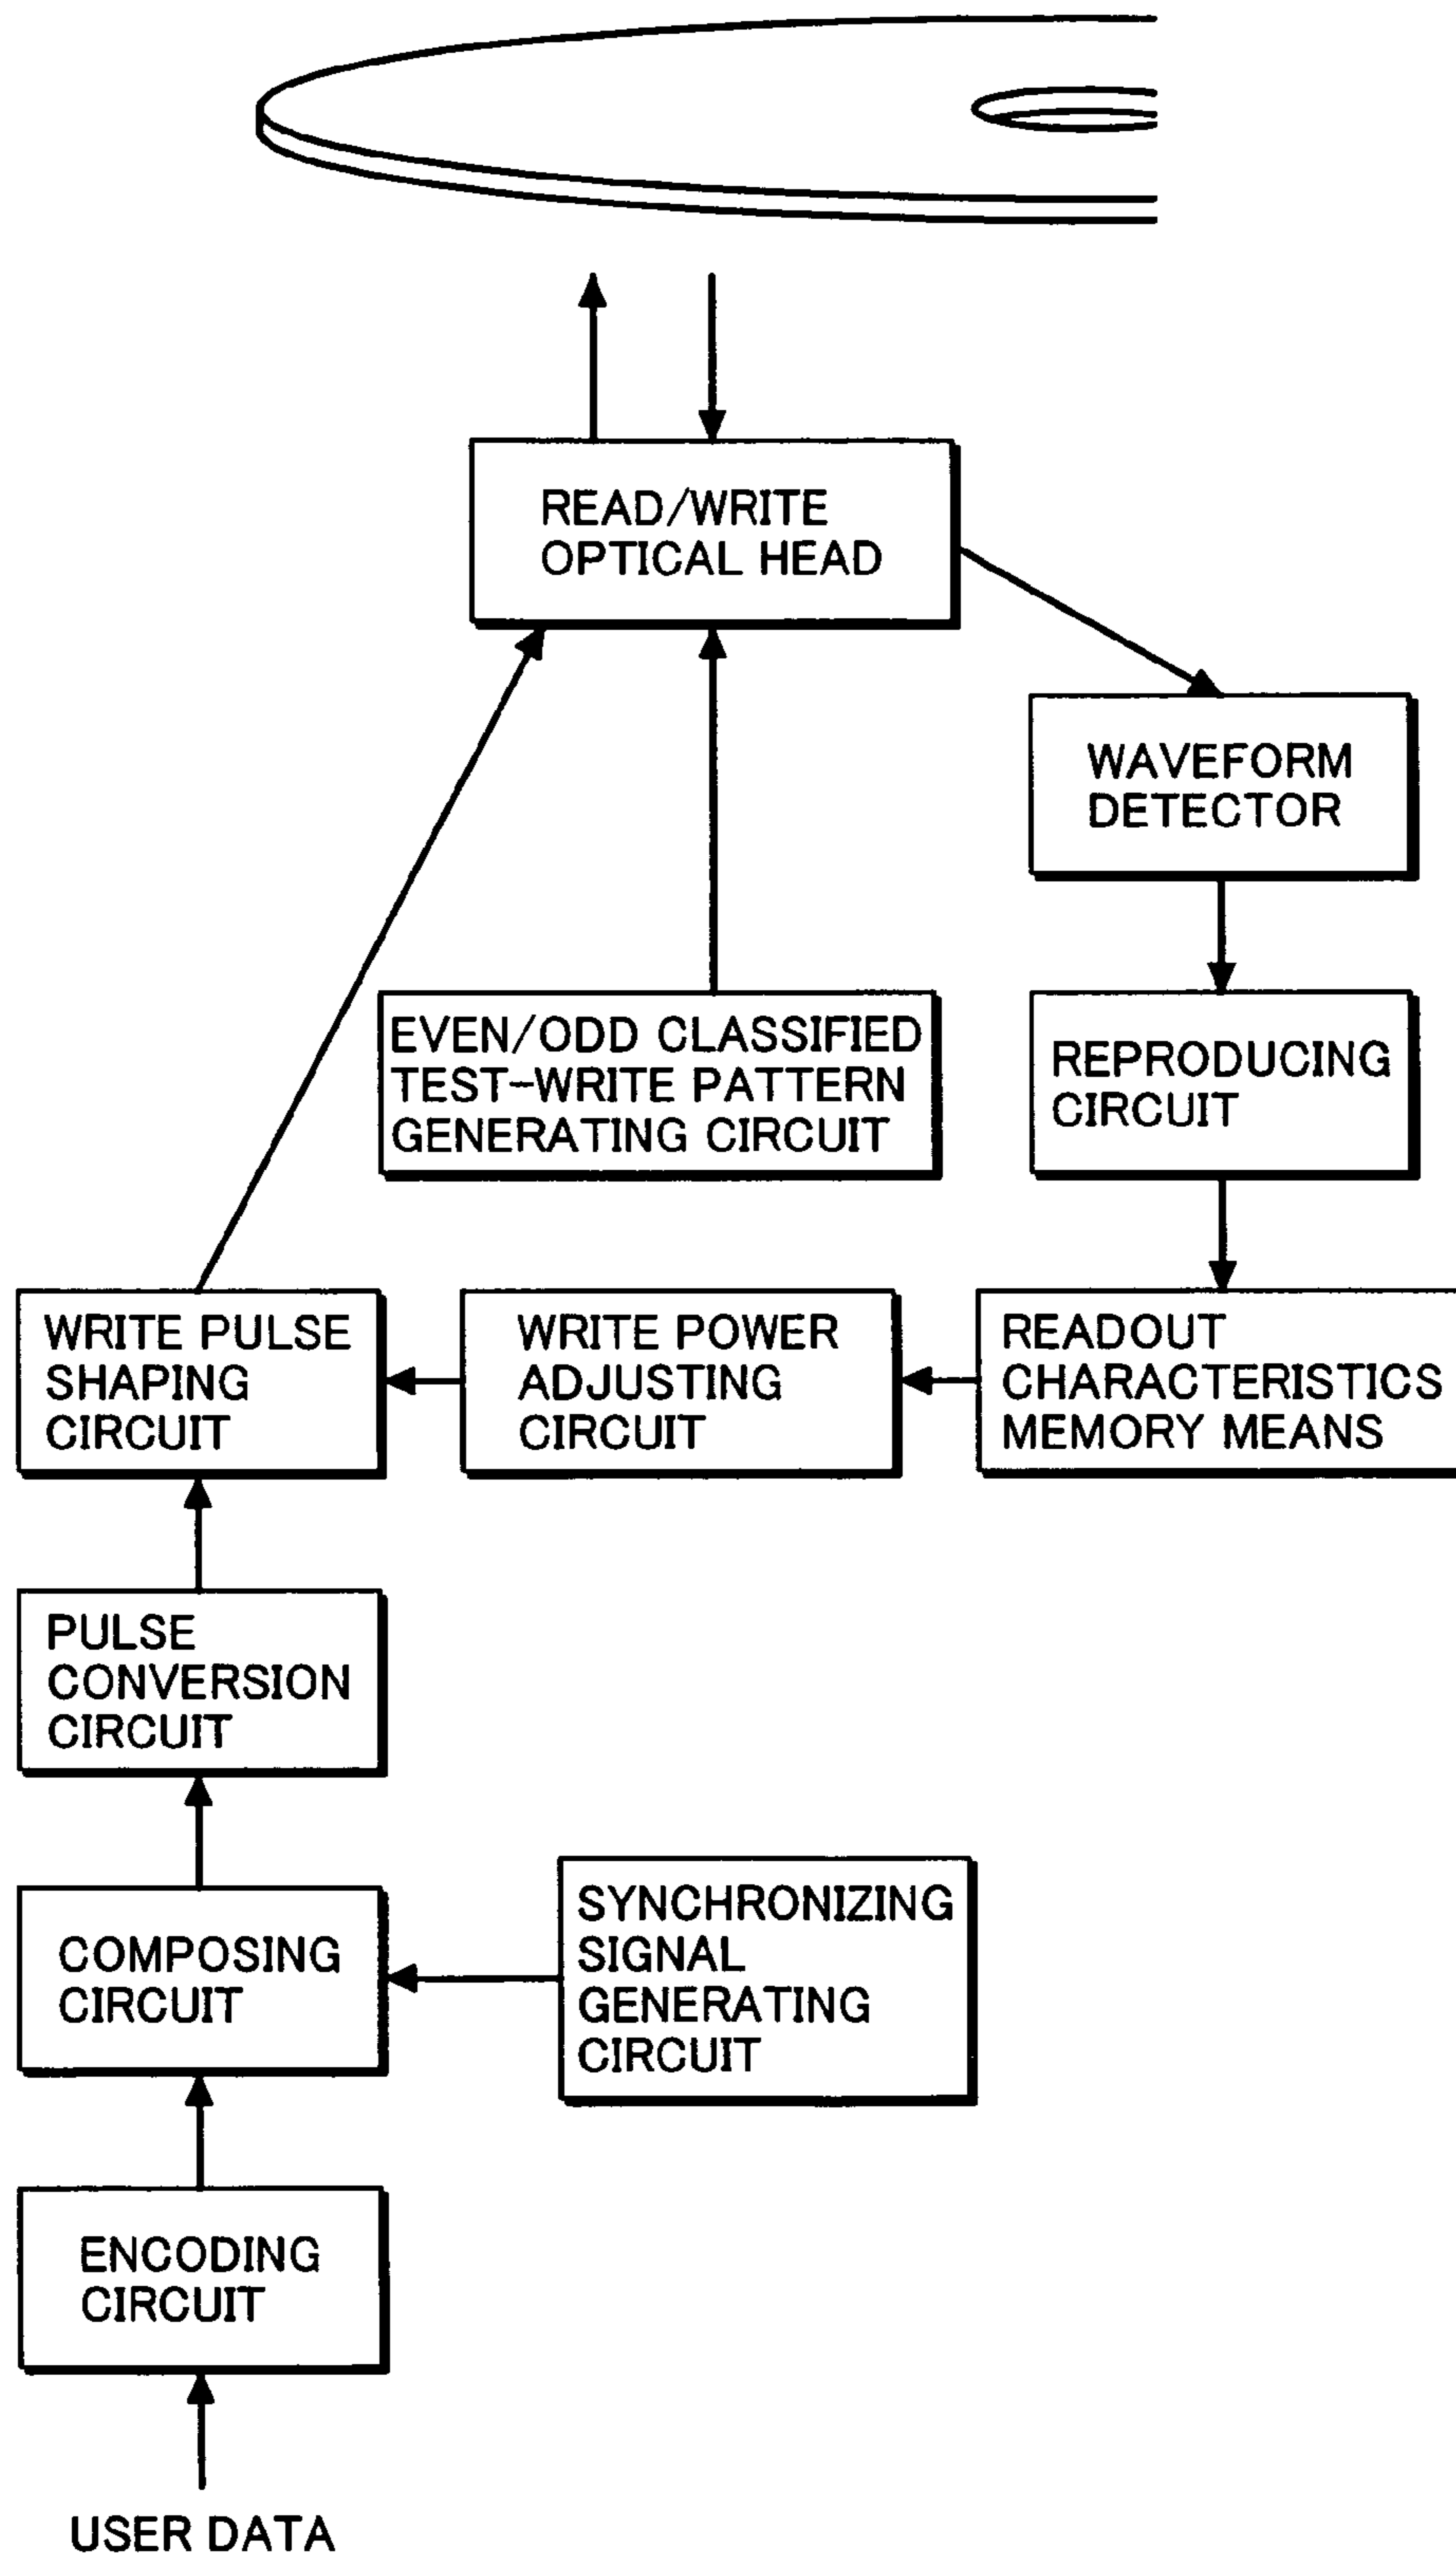 READ/WRITE
OPTICAL HEAD
WAVEFORM
DETECTOR
EVEN/ODD CLASSIFIED
TEST-WRITE PATTERN
GENERATING CIRCUIT
REPRODUCING
CIRCUIT
WRITE PULSE
SHAPING
CIRCUIT
WRITE POWER
ADJUSTING
CIRCUIT
READOUT
CHARACTERISTICS
MEMORY MEANS
PULSE
CONVERSION
CIRCUIT
COMPOSING
CIRCUIT
SYNCHRONIZING
SIGNAL
GENERATING
CIRCUIT
ENCODING
CIRCUIT
USER DATA